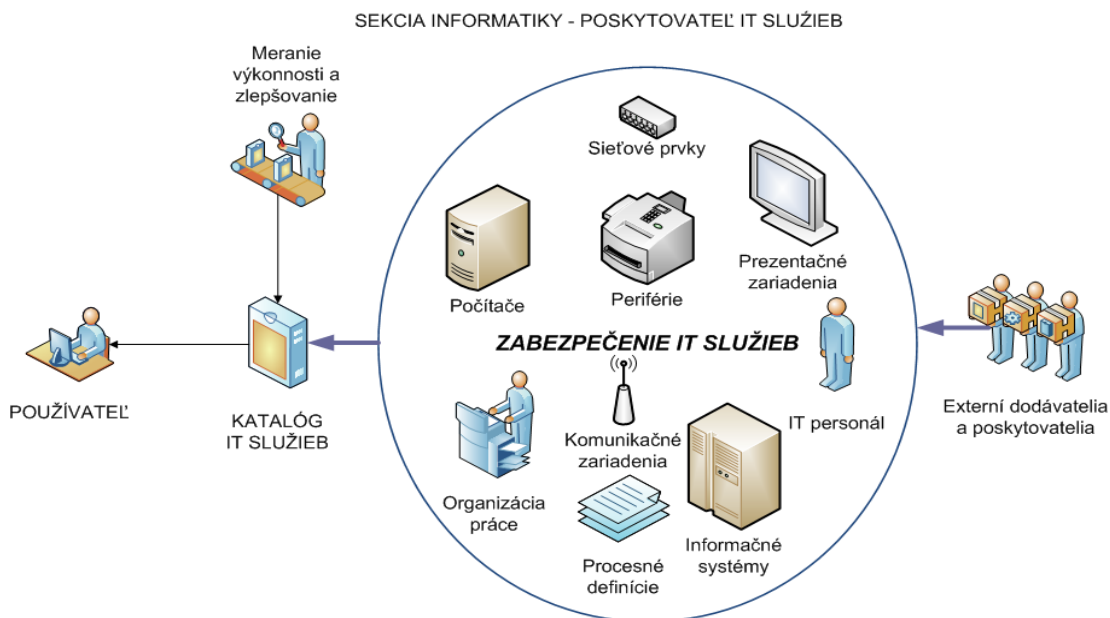 SEKCIA INFORMATIKY - POSKYTOVATEĽ IT SLUŽIEB
Meranie
výkonnosti a
zlepšovanie
Sieťové prvky
Prezentačné
zariadenia
Počítače
Periférie
ZABEZPEČENIE IT SLUŽIEB
POUŽÍVATEĽ
KATALÓG
IT SLUŽIEB
IT personál
Externí dodávatelia
a poskytovatelia
Komunikačné
zariadenia
Organizácia
práce
Informačné
systémy
Procesné
definície